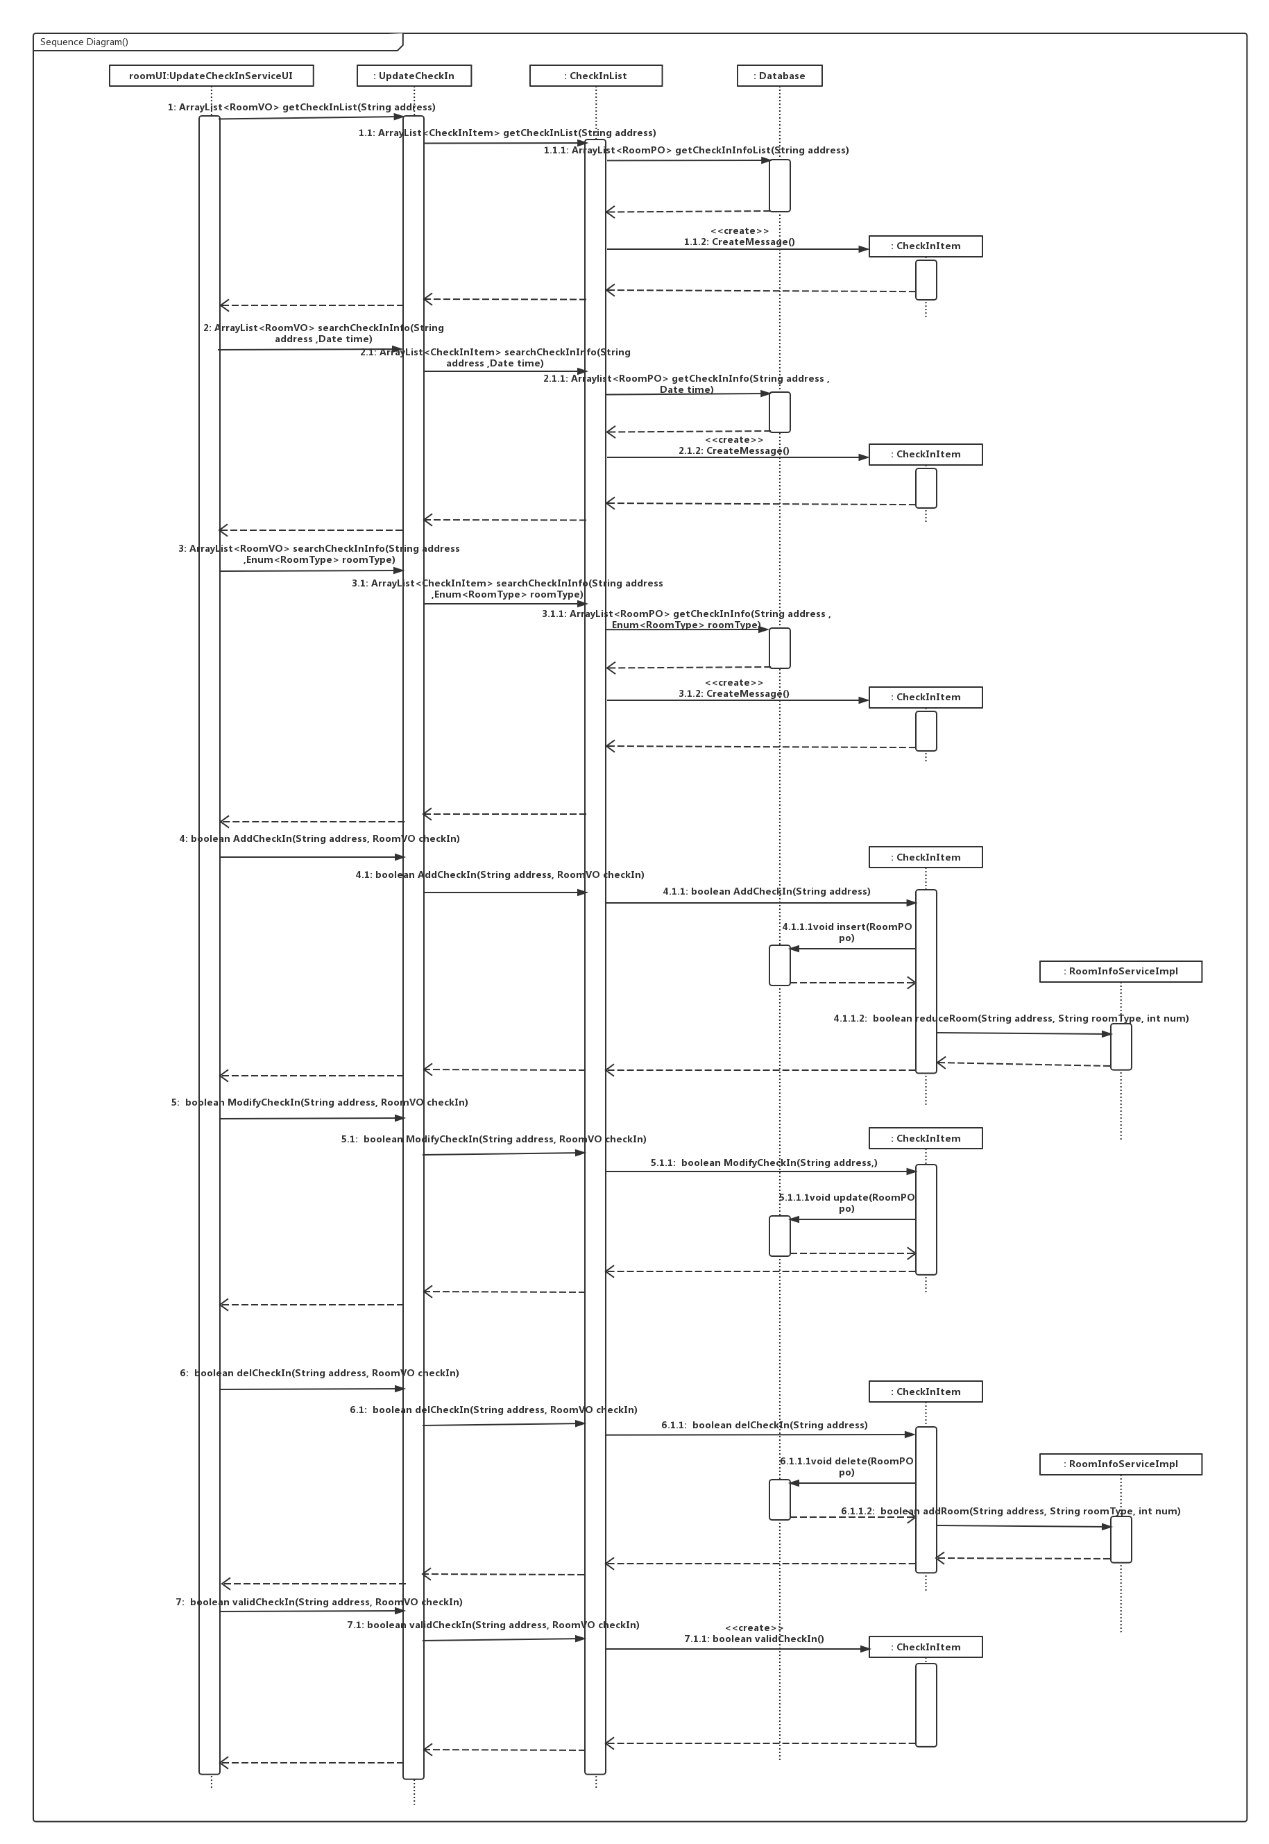 Sequence Diagram()
roomUI:UpdateCheckInServiceUI
: UpdateCheckIn
: CheckInList
: Database
1: ArrayList<RoomVO> getCheckInList(String address)
1.1: ArrayList<CheckInItem> getCheckInList(String address)
1.1.1: ArrayList<RoomPO> getCheckInInfoList(String address)
<<create>>
1.1.2: CreateMessage()
: CheckInItem
2: ArrayList<RoomVO> searchCheckInInfo(String
address ,Date time)
2.1: ArrayList<CheckInItem> searchCheckInInfo(String
address ,Date time)
2.1.1: Arraylist<RoomPO> getCheckInInfo(String address ,
Date time)
<<create>>
2.1.2: CreateMessage()
: CheckInItem
3: ArrayList<RoomVO> searchCheckInInfo(String address
,Enum<RoomType> roomType)
3.1: ArrayList<CheckInItem> searchCheckInInfo(String address
,Enum<RoomType> roomType)
3.1.1: ArrayList<RoomPO> getCheckInInfo(String address ,
Enum<RoomType> roomType)
<<create>>
3.1.2: CreateMessage()
: CheckInItem
4: boolean AddCheckIn(String address, RoomVO checkIn)
: CheckInItem
4.1: boolean AddCheckIn(String address, RoomVO checkIn)
4.1.1: boolean AddCheckIn(String address)
4.1.1.1void insert(RoomPO
po)
: RoomInfoServiceImpl
4.1.1.2:  boolean reduceRoom(String address, String roomType, int num)
5:  boolean ModifyCheckIn(String address, RoomVO checkIn)
: CheckInItem
5.1:  boolean ModifyCheckIn(String address, RoomVO checkIn)
5.1.1:  boolean ModifyCheckIn(String address,)
5.1.1.1void update(RoomPO
po)
6:  boolean delCheckIn(String address, RoomVO checkIn)
: CheckInItem
6.1:  boolean delCheckIn(String address, RoomVO checkIn)
6.1.1:  boolean delCheckIn(String address)
6.1.1.1void delete(RoomPO
po)
: RoomInfoServiceImpl
6.1.1.2:  boolean addRoom(String address, String roomType, int num)
7:  boolean validCheckIn(String address, RoomVO checkIn)
7.1: boolean validCheckIn(String address, RoomVO checkIn)
<<create>>
7.1.1: boolean validCheckIn()
: CheckInItem